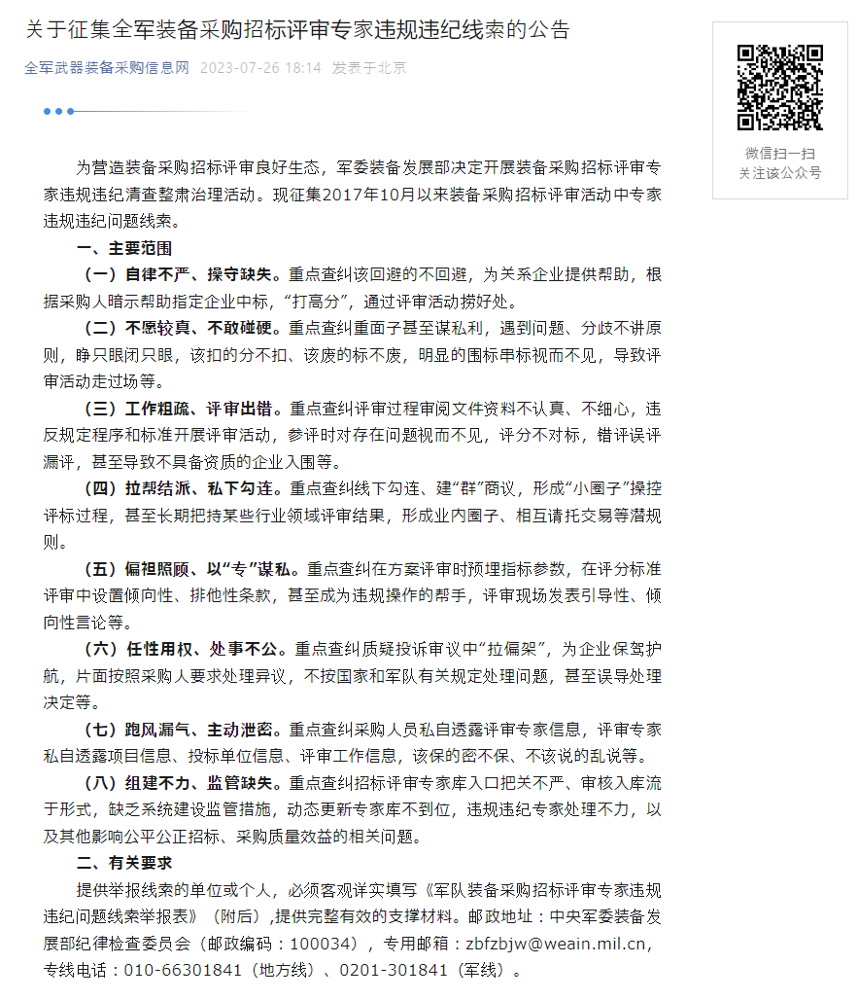 关于征集全军装备采购招标评审专家违规违纪线索的公告
全军武器装备采购信息网 2023-07-26 18:14 发表于北京
微信扫一扫
关注该公众号
为营造装备采购招标评审良好生态，军委装备发展部决定开展装备采购招标评审专
家违规违纪清查整肃治理活动。现征集2017年10月以来装备采购招标评审活动中专家
违规违纪问题线索。
一、主要范围
（一）自律不严、操守缺失。重点查纠该回避的不回避，为关系企业提供帮助，根
据采购人暗示帮助指定企业中标，“打高分”，通过评审活动捞好处。
（二）不愿较真、不敢碰硬。重点查纠重面子甚至谋私利，遇到问题、分歧不讲原
则，睁只眼闭只眼，该扣的分不扣、该废的标不废，明显的围标串标视而不见，导致评
审活动走过场等。
（三）工作粗疏、评审出错。重点查纠评审过程审阅文件资料不认真、不细心，违
反规定程序和标准开展评审活动，参评时对存在问题视而不见，评分不对标，错评误评
漏评，甚至导致不具备资质的企业入围等。
（四）拉帮结派、私下勾连。重点查纠线下勾连、建“群”商议，形成“小圈子”操控
评标过程，甚至长期把持某些行业领域评审结果，形成业内圈子、相互请托交易等潜规
则。
（五）偏袒照顾、以“专”谋私。重点查纠在方案评审时预埋指标参数，在评分标准
评审中设置倾向性、排他性条款，甚至成为违规操作的帮手，评审现场发表引导性、倾
向性言论等。
（六）任性用权、处事不公。重点查纠质疑投诉审议中“拉偏架”，为企业保驾护
航，片面按照采购人要求处理异议，不按国家和军队有关规定处理问题，甚至误导处理
决定等。
（七）跑风漏气、主动泄密。重点查纠采购人员私自透露评审专家信息，评审专家
私自透露项目信息、投标单位信息、评审工作信息，该保的密不保、不该说的乱说等。
（八）组建不力、监管缺失。重点查纠招标评审专家库入口把关不严、审核入库流
于形式，缺乏系统建设监管措施，动态更新专家库不到位，违规违纪专家处理不力，以
及其他影响公平公正招标、采购质量效益的相关问题。
二、有关要求
提供举报线索的单位或个人，必须客观详实填写《军队装备采购招标评审专家违规
违纪问题线索举报表》（附后）,提供完整有效的支撑材料。邮政地址：中央军委装备发
展部纪律检查委员会（邮政编码：100034），专用邮箱：zbfzbjw@weain.mil.cn，
专线电话：010-66301841（地方线）、0201-301841（军线）。